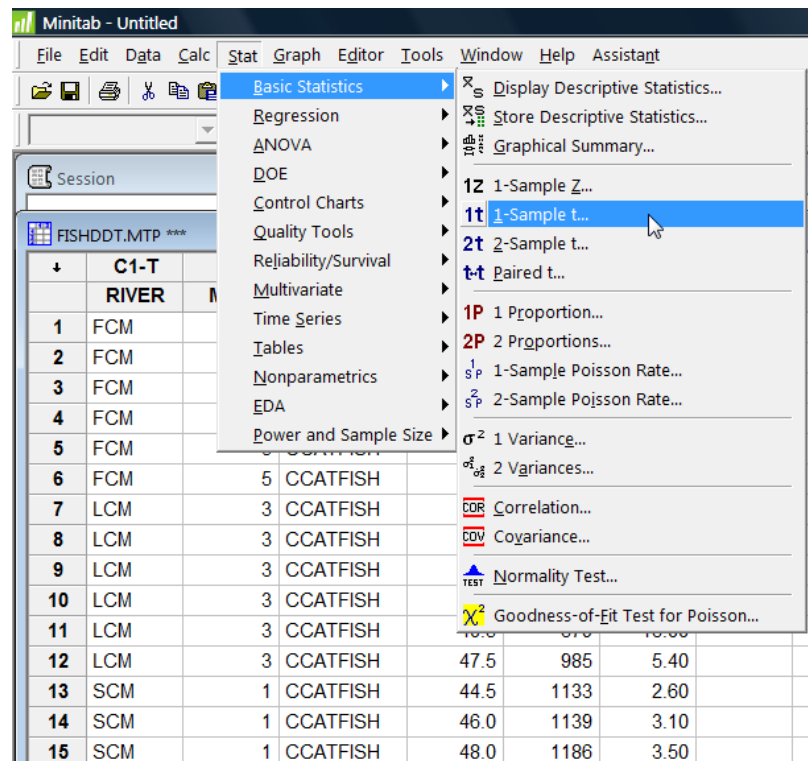 Minitab - Untitled
File Edit Data Calc Stat Graph Editor Tools Window Help Assistant
Basic Statistics
Regression
ANOVA
DOE
Control Charts
Quality Tools
Reliability/Survival
Multivariate
Time Series
Tables
Nonparametrics
EDA
Power and Sample Size
Display Descriptive Statistics...
Store Descriptive Statistics...
Graphical Summary...
1Z 1-Sample Z...
1t 1-Sample t...
2t 2-Sample t...
t-t Paired t...
1P 1 Proportion...
2P 2 Proportions...
1-Sample Poisson Rate...
2-Sample Poisson Rate...
σ² 1 Variance...
2 Variances...
COR Correlation...
COV Covariance...
TEST Normality Test...
χ² Goodness-of-Fit Test for Poisson...
Session
FISHDDT.MTP ***
↓ C1-T
RIVER
1 FCM
2 FCM
3 FCM
4 FCM
5 FCM
6 FCM 5 CCATFISH
7 LCM 3 CCATFISH
8 LCM 3 CCATFISH
9 LCM 3 CCATFISH
10 LCM 3 CCATFISH
11 LCM 3 CCATFISH
12 LCM 3 CCATFISH 47.5 985 5.40
13 SCM 1 CCATFISH 44.5 1133 2.60
14 SCM 1 CCATFISH 46.0 1139 3.10
15 SCM 1 CCATFISH 48.0 1186 3.50